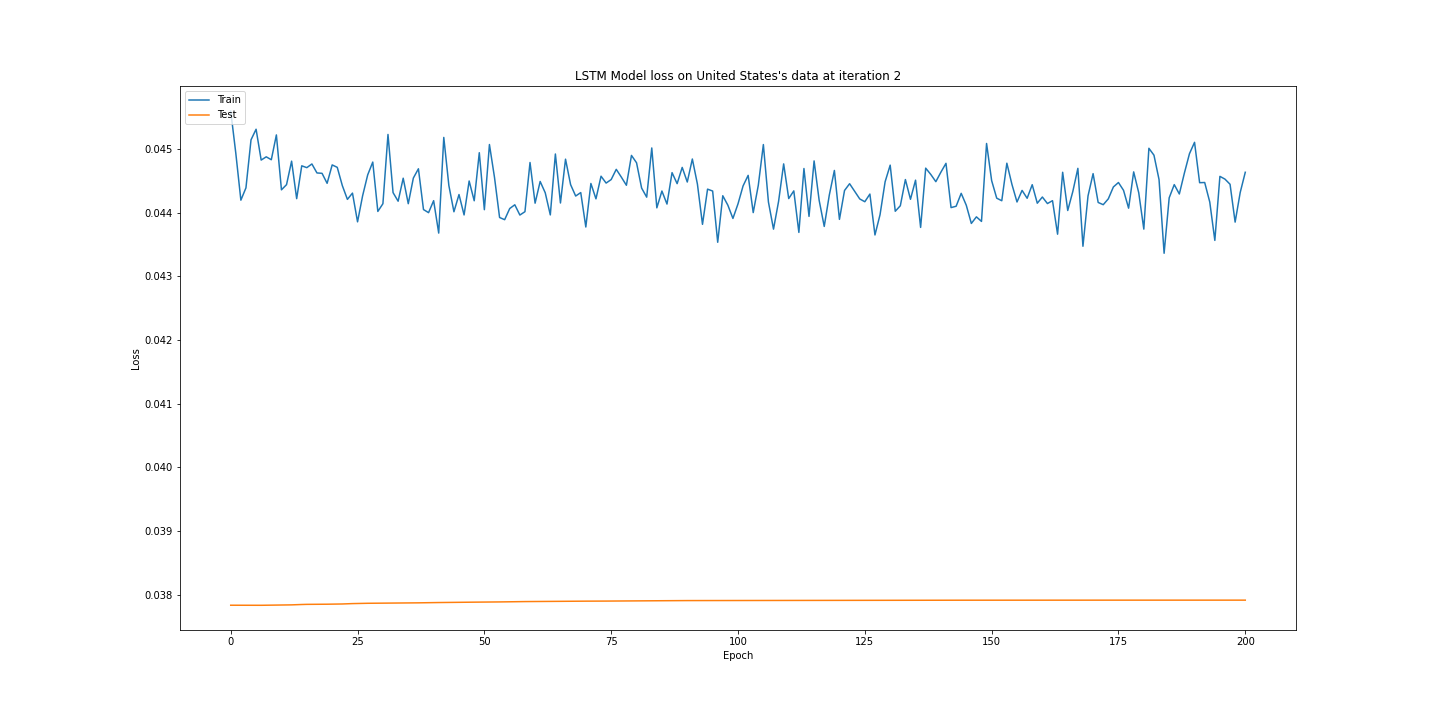 LSTM Model loss on United States's data at iteration 2
Train
Test
0.045
0.044
0.043
0.042
0.041
0.040
0.039
0.038
Loss
0 25 50 75 100 125 150 175 200
Epoch